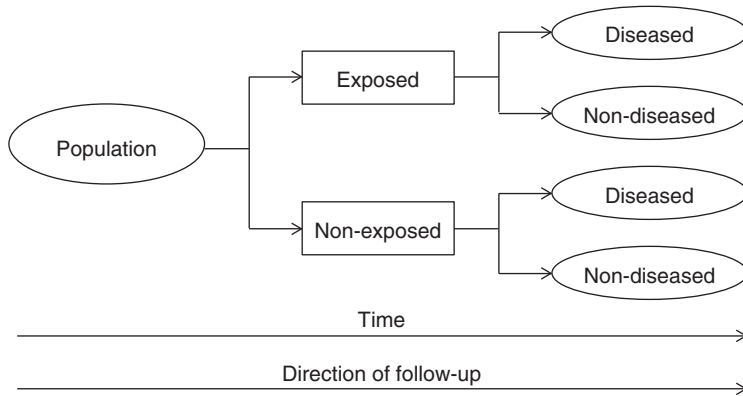 Diseased
Exposed
Non-diseased
Population
Diseased
Non-exposed
Non-diseased
Time
Direction of follow-up